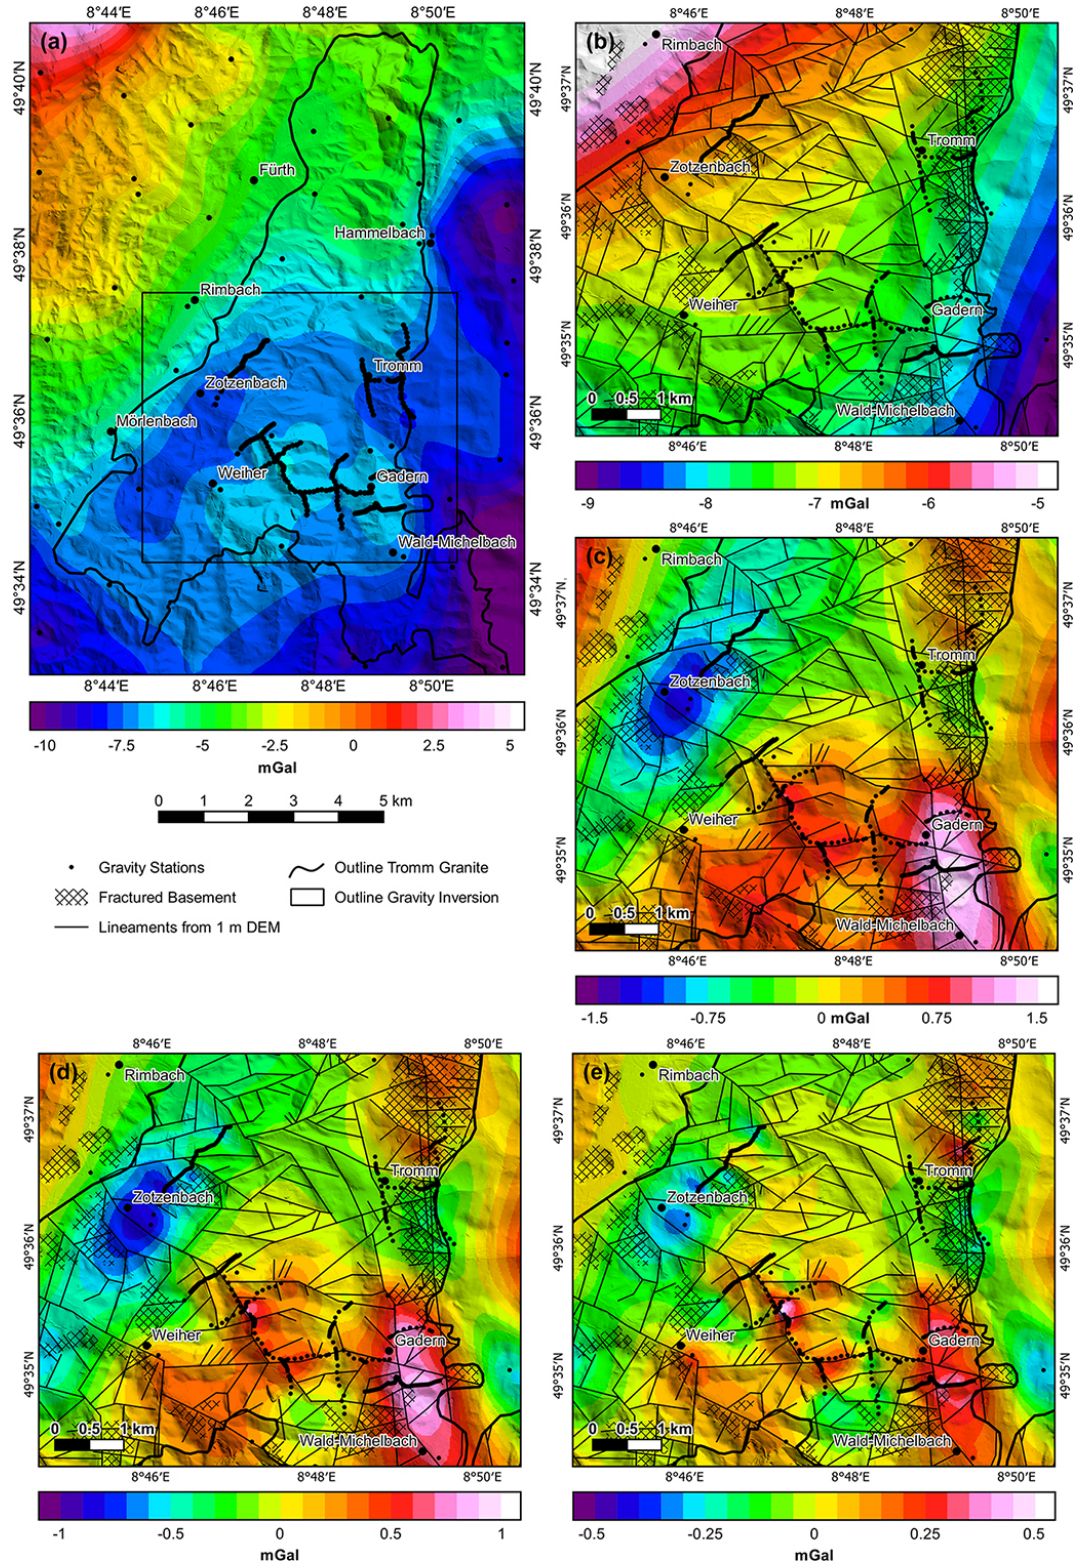 8°44'E 8°46'E 8°48'E 8°50'E
(a)
49°40'N 49°40'N
Fürth
Hammelbach
49°38'N 49°38'N
Rimbach
Tromm
Zotzenbach
49°36'N 49°36'N
Mörlenbach
Weiher
Gadern
Wald-Michelbach
49°34'N 49°34'N
8°44'E 8°46'E 8°48'E 8°50'E
-10 -7.5 -5 -2.5 0 2.5 5
mGal
0 1 2 3 4 5 km
Gravity Stations
Outline Tromm Granite
Fractured Basement
Outline Gravity Inversion
Lineaments from 1 m DEM
8°46'E 8°48'E 8°50'E
(b)
Rimbach
49°37'N 49°37'N
Tromm
Zotzenbach
49°36'N 49°36'N
Weiher
Gadern
49°35'N 49°35'N
0 0.5 1 km
Wald-Michelbach
8°46'E 8°48'E 8°50'E
-9 -8 -7 mGal -6 -5
8°46'E 8°48'E 8°50'E
(c)
Rimbach
49°37'N 49°37'N
Tromm
Zotzenbach
49°36'N 49°36'N
Weiher
Gadern
49°35'N 49°35'N
0 0.5 1 km
Wald-Michelbach
8°46'E 8°48'E 8°50'E
-1.5 -0.75 0 mGal 0.75 1.5
8°46'E 8°48'E 8°50'E
(d)
Rimbach
49°37'N 49°37'N
Tromm
Zotzenbach
49°36'N 49°36'N
Weiher
Gadern
49°35'N 49°35'N
0 0.5 1 km
Wald-Michelbach
8°46'E 8°48'E 8°50'E
-1 -0.5 0 0.5 1
mGal
8°46'E 8°48'E 8°50'E
(e)
Rimbach
49°37'N 49°37'N
Tromm
Zotzenbach
49°36'N 49°36'N
Weiher
Gadern
49°35'N 49°35'N
0 0.5 1 km
Wald-Michelbach
8°46'E 8°48'E 8°50'E
-0.5 -0.25 0 0.25 0.5
mGal